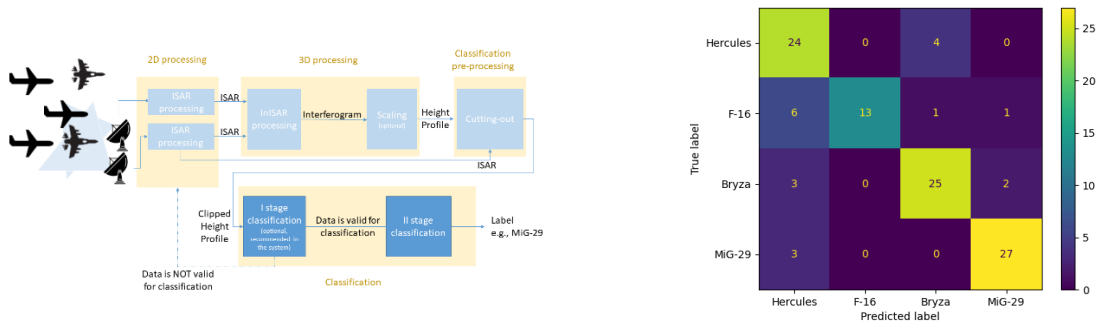 2D processing
3D processing
Classification
pre-processing
ISAR
processing
ISAR
ISAR
processing
ISAR
InISAR
processing
Interferogram
Scaling
(optional)
Height
Profile
Cutting-out
ISAR
Clipped
Height
Profile
I stage
classification
(optional,
recommended in
the system)
Data is valid for
classification
II stage
classification
Label
e.g., MiG-29
Data is NOT valid
for classification
Classification
True label
Hercules
24 0 4 0
F-16
6 13 1 1
Bryza
3 0 25 2
MiG-29
3 0 0 27
Hercules F-16 Bryza MiG-29
Predicted label
25
20
15
10
5
0